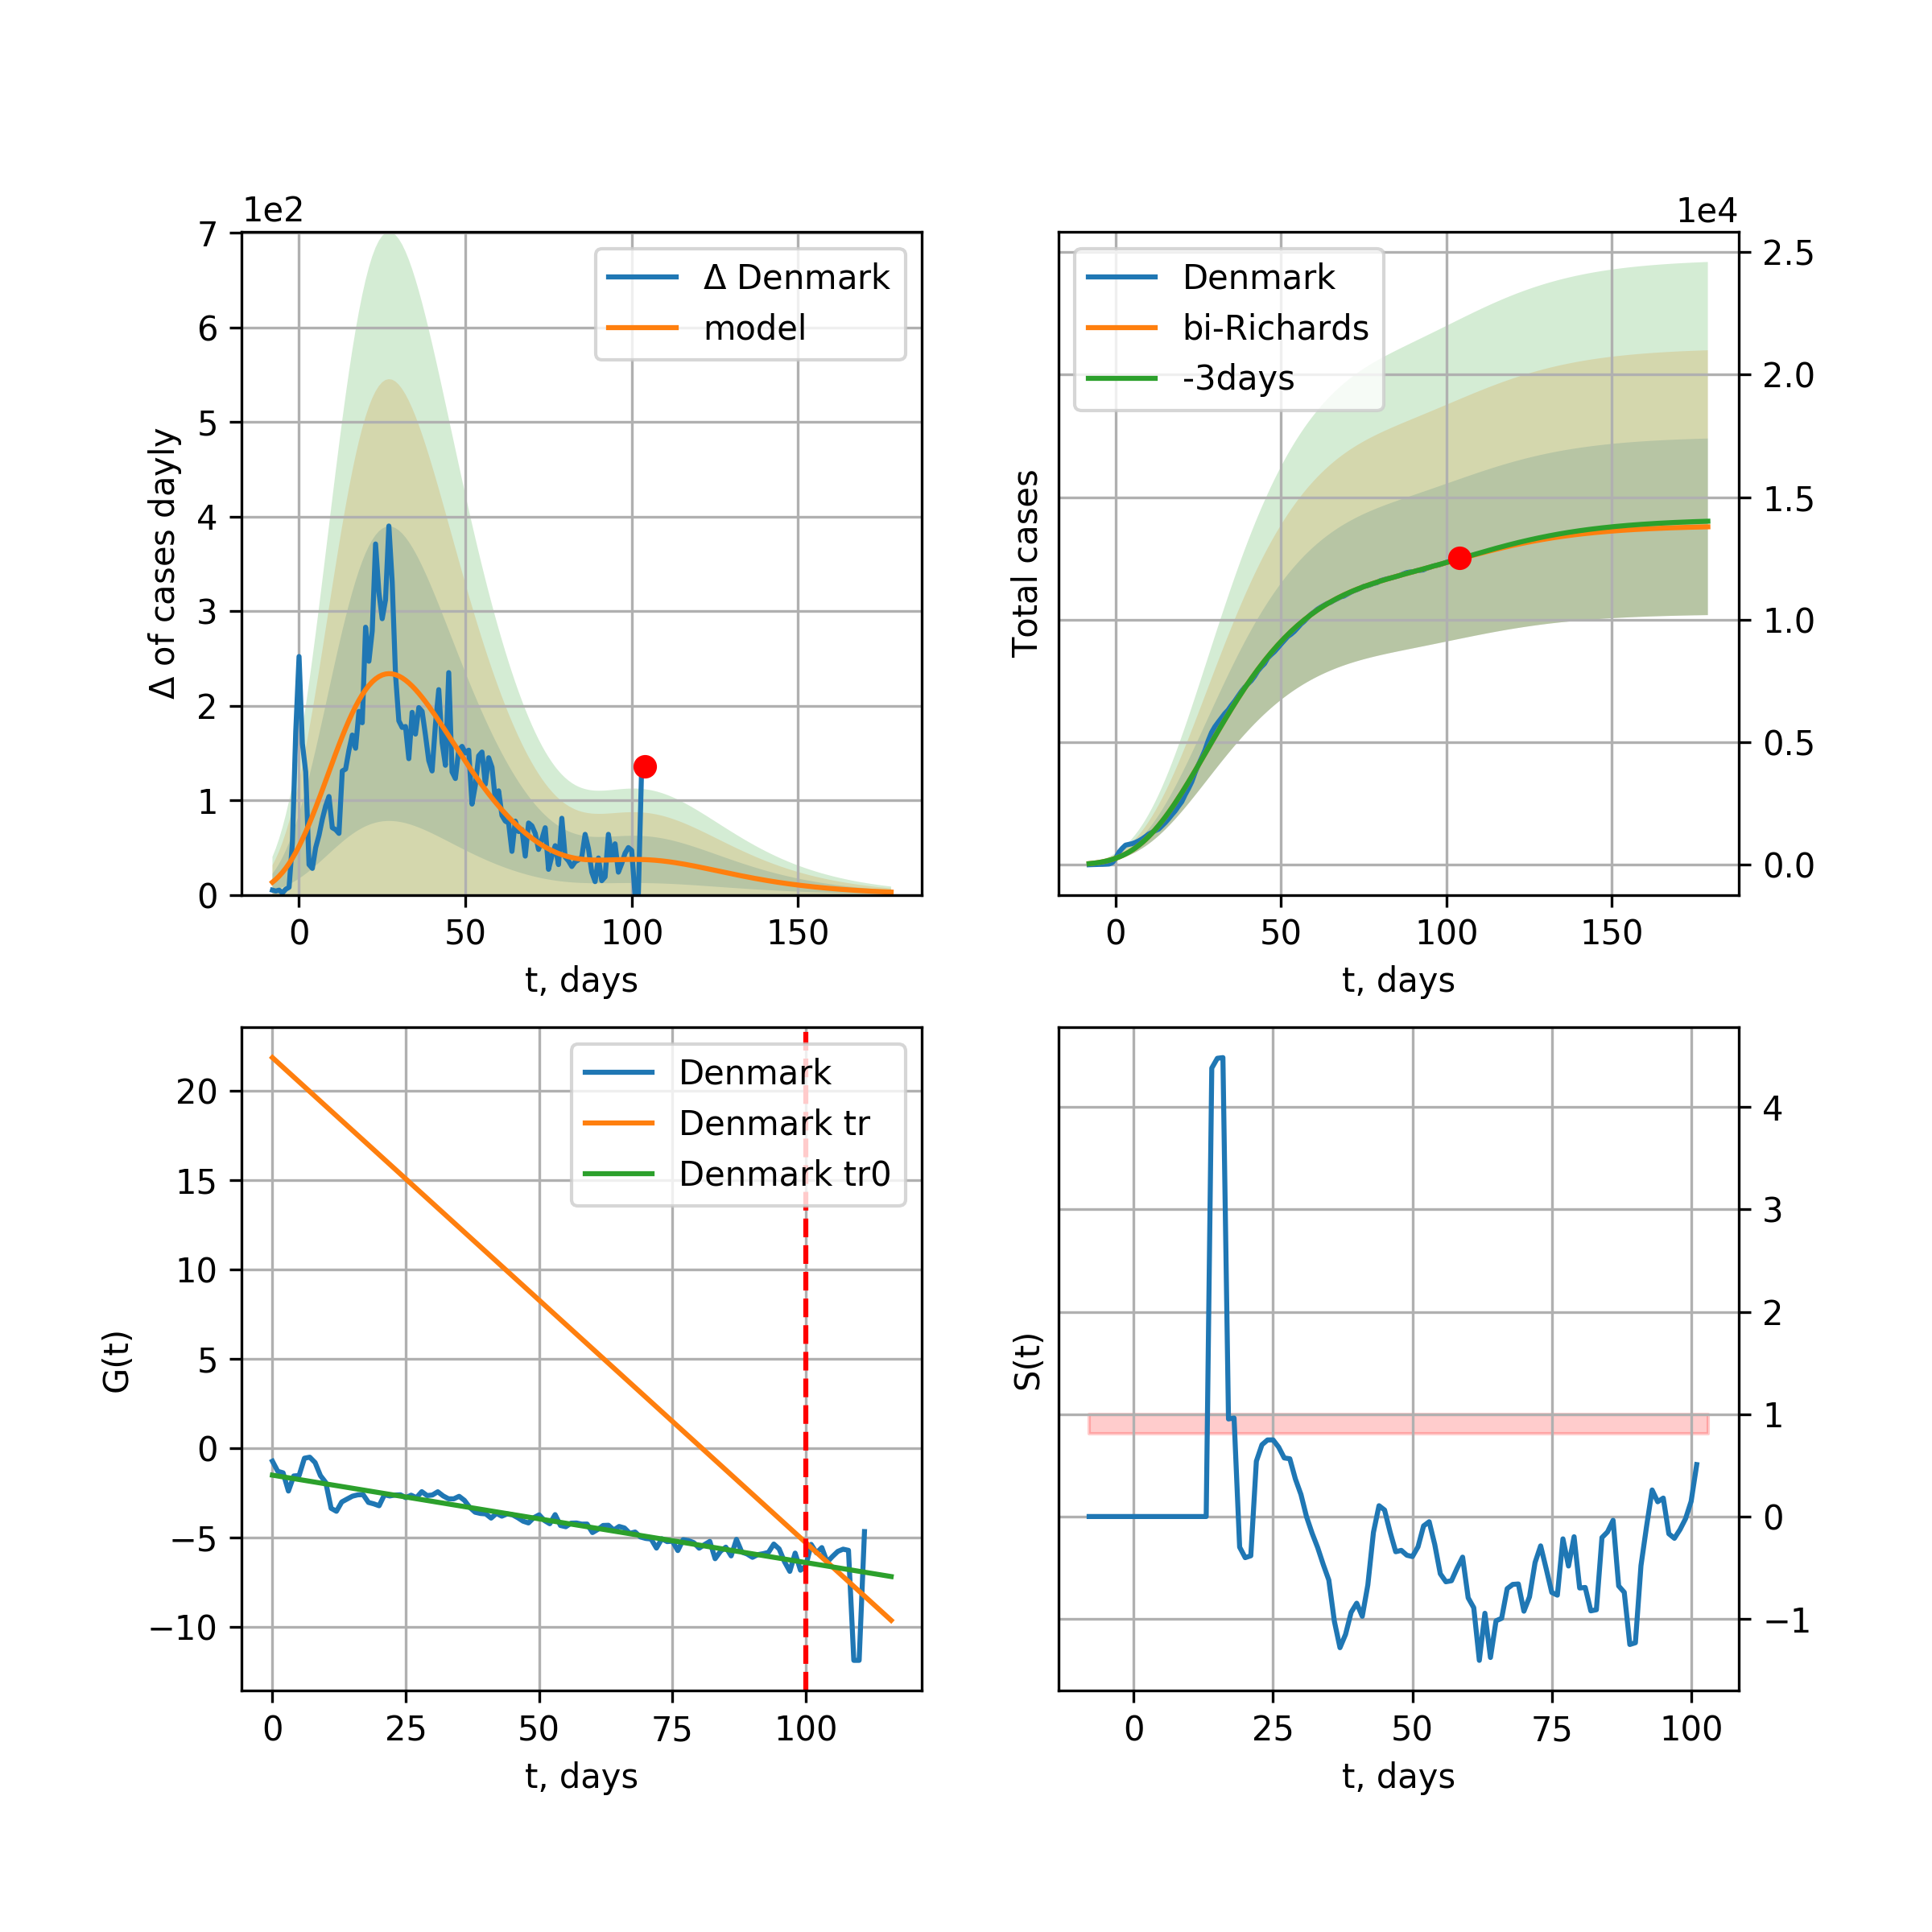 1e2
7
6
5
4
3
2
1
0
Δ of cases dayly
Δ Denmark
model
0 50 100 150
t, days
1e4
2.5
2.0
1.5
1.0
0.5
0.0
Total cases
Denmark
bi-Richards
-3days
0 50 100 150
t, days
20
15
10
5
0
−5
−10
G(t)
Denmark
Denmark tr
Denmark tr0
0 25 50 75 100
t, days
4
3
2
1
0
−1
S(t)
0 25 50 75 100
t, days